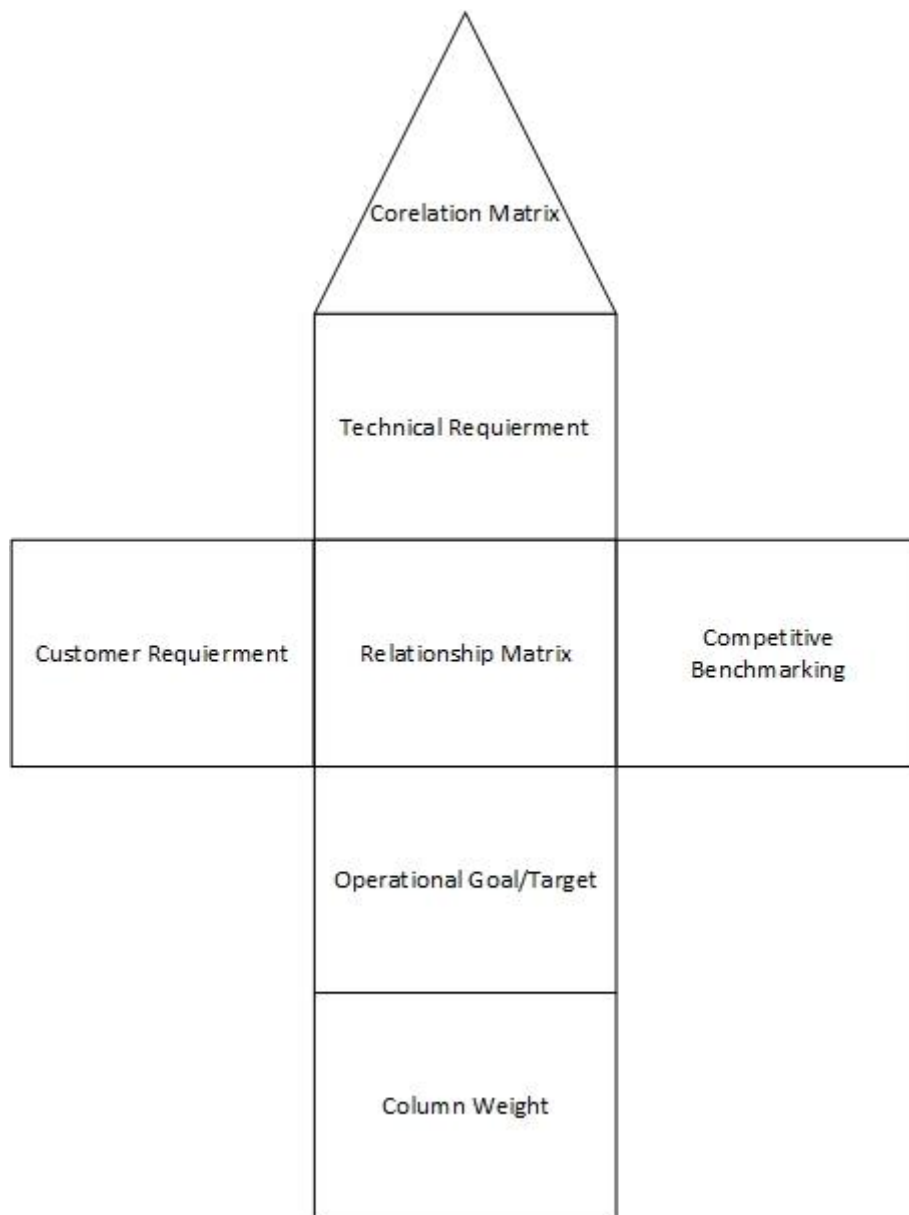 Corelation Matrix
Technical Requierment
Customer Requierment
Relationship Matrix
Competitive
Benchmarking
Operational Goal/Target
Column Weight